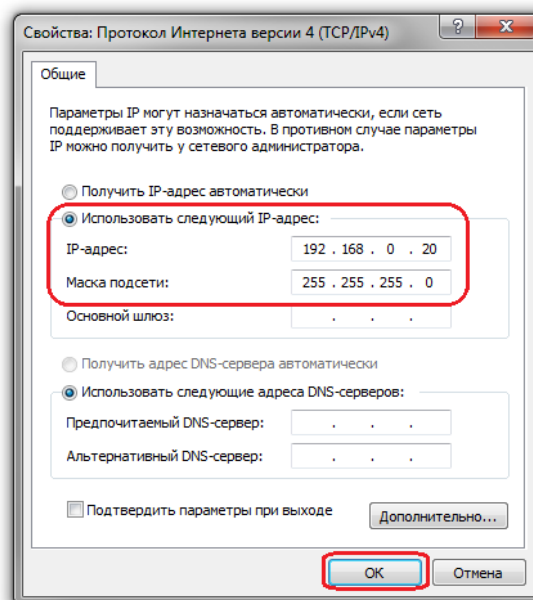 Свойства: Протокол Интернета версии 4 (TCP/IPv4)
Общие
Параметры IP могут назначаться автоматически, если сеть
поддерживает эту возможность. В противном случае параметры
IP можно получить у сетевого администратора.
Получить IP-адрес автоматически
Использовать следующий IP-адрес:
IP-адрес: 192 . 168 . 0 . 20
Маска подсети: 255 . 255 . 255 . 0
Основной шлюз: . . .
Получить адрес DNS-сервера автоматически
Использовать следующие адреса DNS-серверов:
Предпочитаемый DNS-сервер: . . .
Альтернативный DNS-сервер: . . .
Подтвердить параметры при выходе
Дополнительно...
OK Отмена